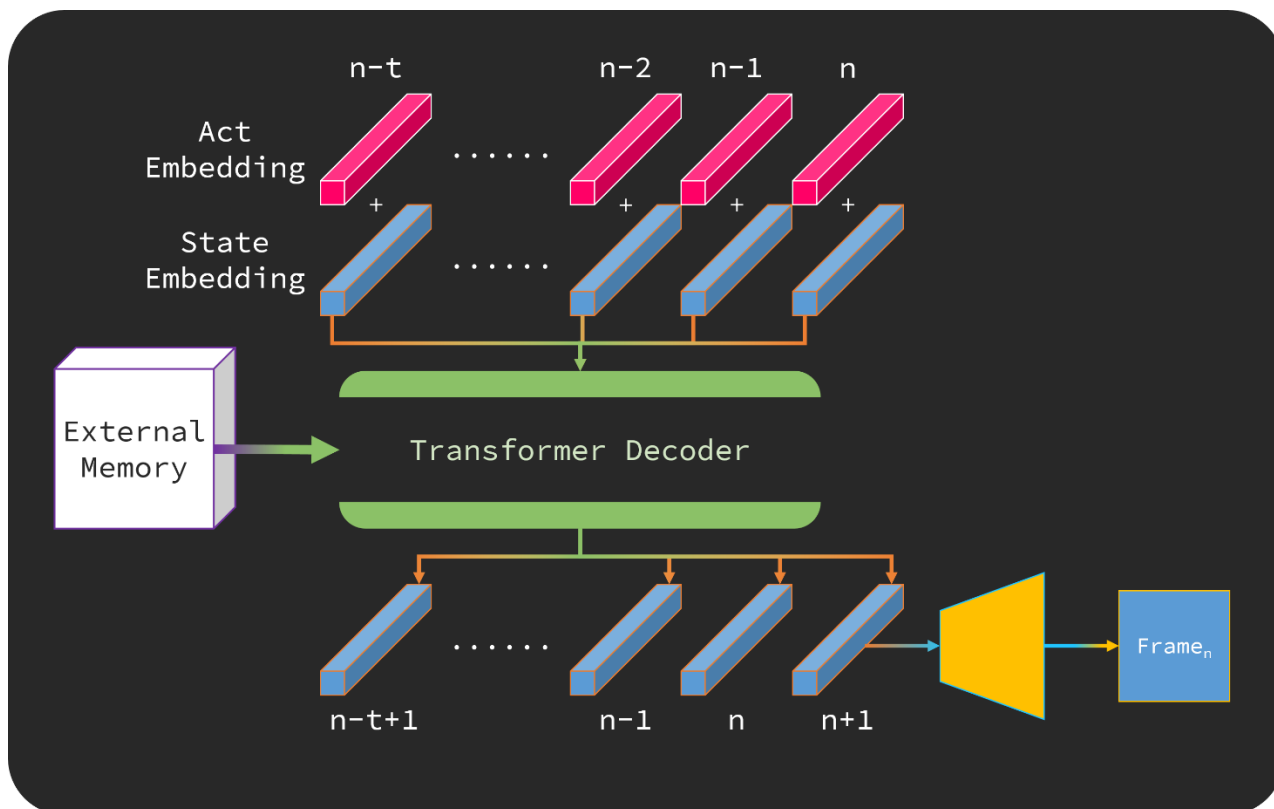 n-t
n-2
n-1
n
Act
Embedding
......
+
+
+
+
State
Embedding
......
External
Memory
Transformer Decoder
......
Frameₙ
n-t+1
n-1
n
n+1